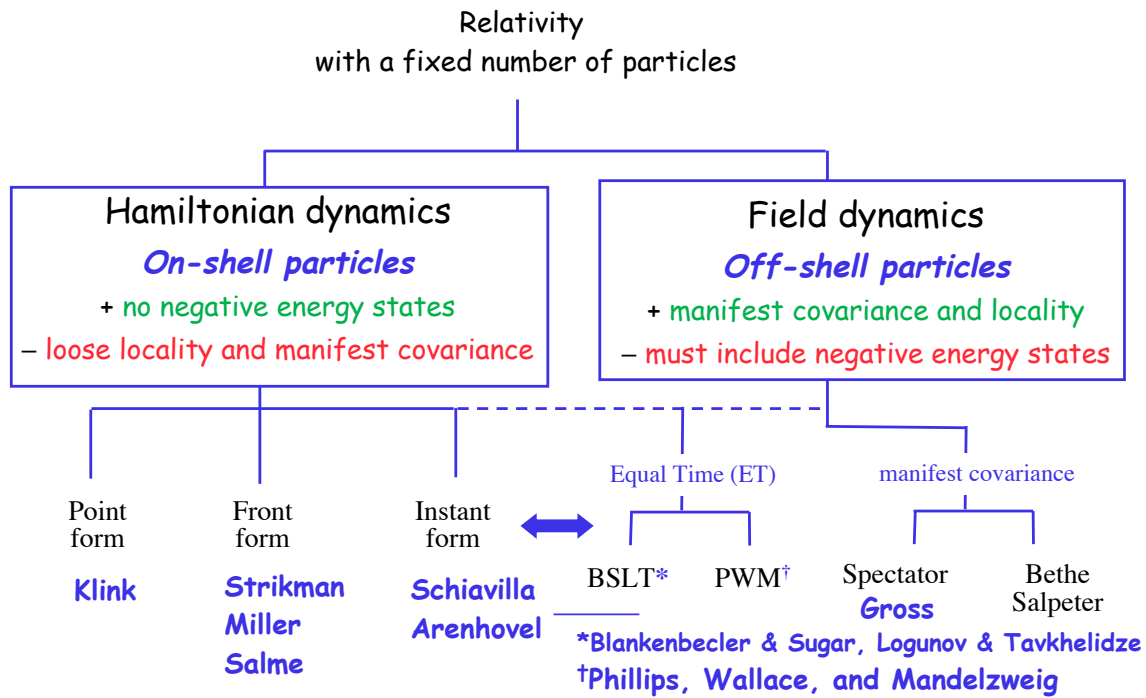 Relativity
with a fixed number of particles
Hamiltonian dynamics
On-shell particles
+ no negative energy states
– loose locality and manifest covariance
Field dynamics
Off-shell particles
+ manifest covariance and locality
– must include negative energy states
Equal Time (ET)
manifest covariance
Point
form
Klink
Front
form
Strikman
Miller
Salme
Instant
form
Schiavilla
Arenhovel
BSLT*
PWM†
Spectator
Gross
Bethe
Salpeter
*Blankenbecler & Sugar, Logunov & Tavkhelidze
†Phillips, Wallace, and Mandelzweig